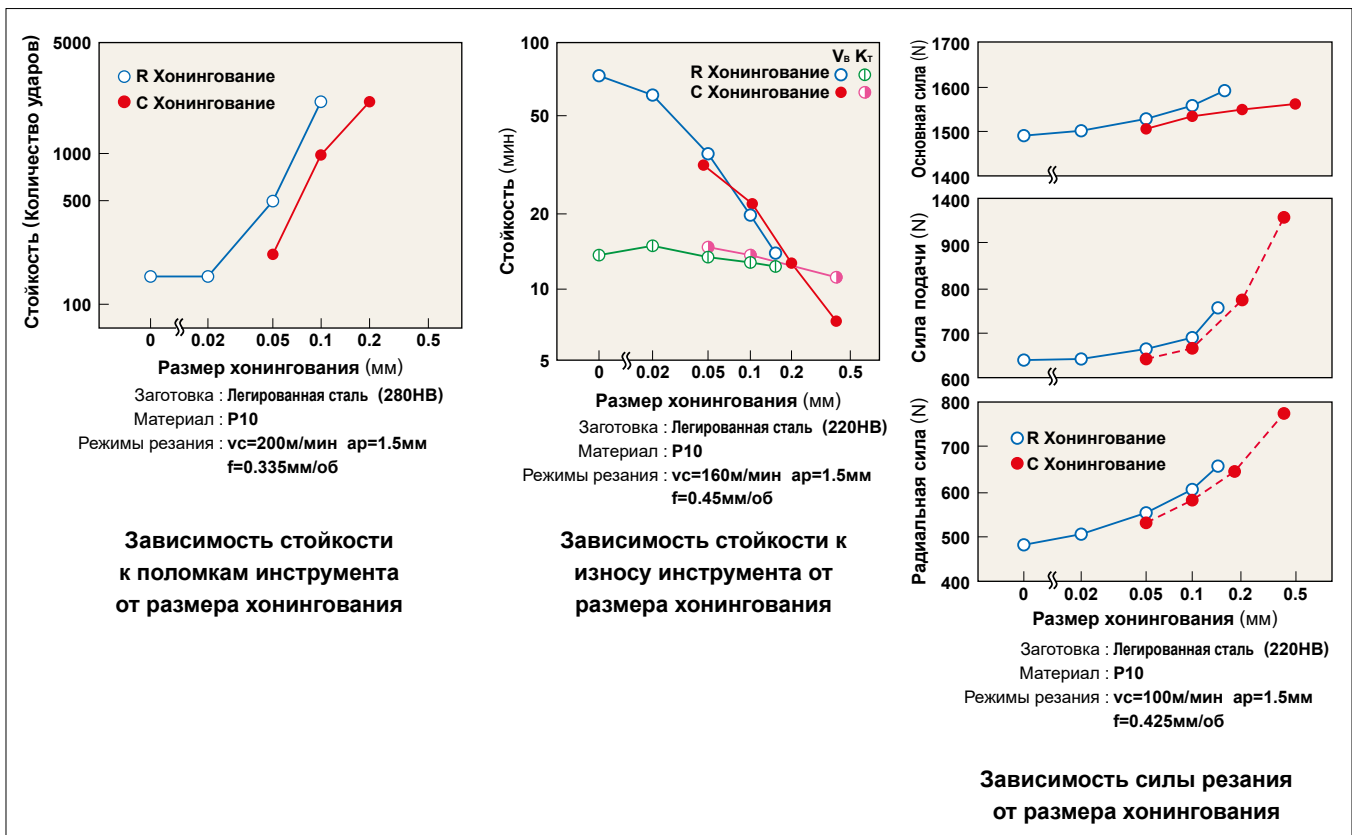 5000
1000
500
100
Стойкость (Количество ударов)
R Хонингование
C Хонингование
0 0.02 0.05 0.1 0.2 0.5
Размер хонингования (мм)
Заготовка : Легированная сталь (280HB)
Материал : P10
Режимы резания : vc=200м/мин ap=1.5мм
f=0.335мм/об
Зависимость стойкости
к поломкам инструмента
от размера хонингования
100
50
20
10
5
Стойкость (мин)
VB KT
R Хонингование
C Хонингование
0 0.02 0.05 0.1 0.2 0.5
Размер хонингования (мм)
Заготовка : Легированная сталь (220HB)
Материал : P10
Режимы резания : vc=160м/мин ap=1.5мм
f=0.45мм/об
Зависимость стойкости к
износу инструмента от
размера хонингования
1700
1600
1500
1400
Основная сила (N)
1400
900
800
700
600
Сила подачи (N)
800
700
600
500
400
Радиальная сила (N)
R Хонингование
C Хонингование
0 0.02 0.05 0.1 0.2 0.5
Размер хонингования (мм)
Заготовка : Легированная сталь (220HB)
Материал : P10
Режимы резания : vc=100м/мин ap=1.5мм
f=0.425мм/об
Зависимость силы резания
от размера хонингования